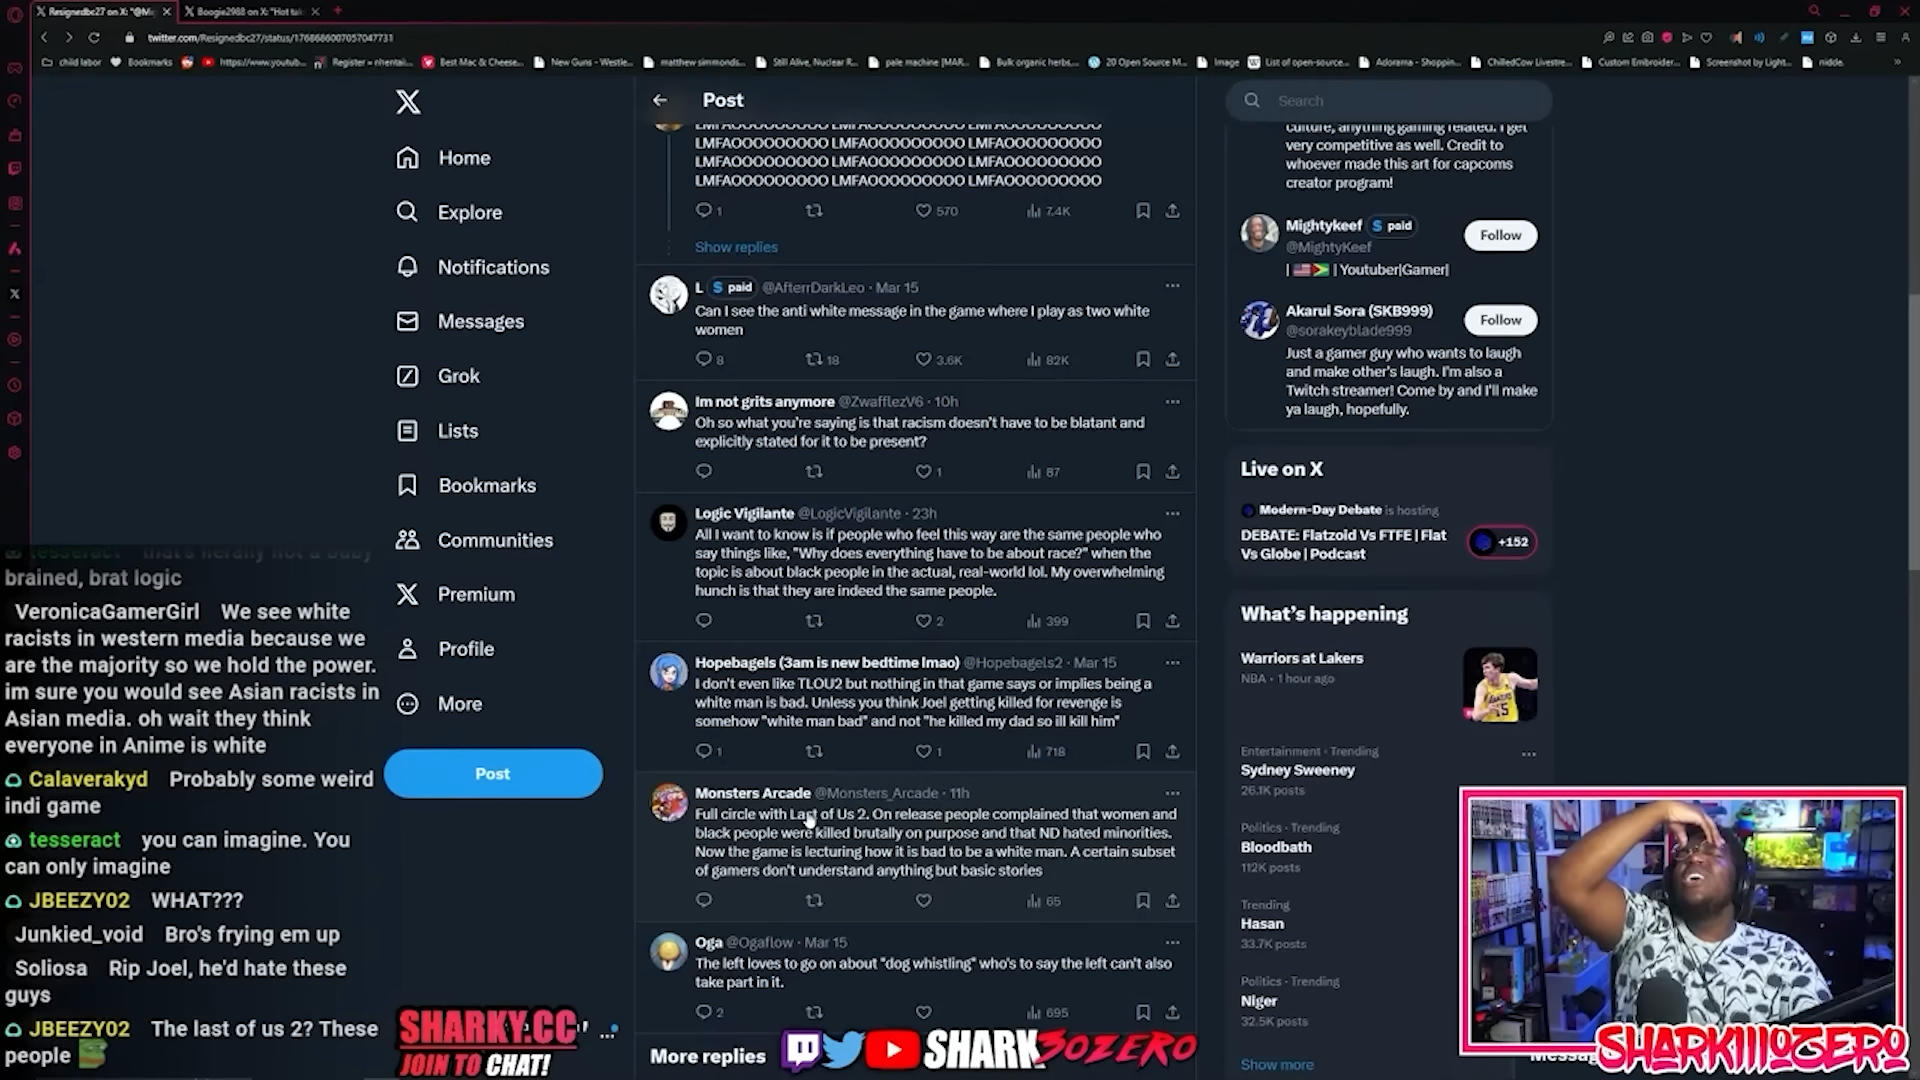 Resignedbc27 on X: "@Mi
Boogie2988 on X: "Hot tak
twitter.com/Resignedbc27/status/1768686007057047731
child labor
Bookmarks
https://www.youtub...
Register » nhentai...
Best Mac & Cheese...
New Guns - Westle...
matthew simmonds...
Still Alive, Nuclear R...
pale machine [MAR...
Bulk organic herbs,...
20 Open Source M...
Image
List of open-source...
Adorama - Shoppin...
ChilledCow Livestre...
Custom Embroider...
Screenshot by Light...
nidde.
»
Home
Explore
Notifications
Messages
Grok
Lists
Bookmarks
Communities
Premium
Profile
More
Post
Post
LMFAOOOOOOOOO LMFAOOOOOOOOO LMFAOOOOOOOOO
LMFAOOOOOOOOO LMFAOOOOOOOOO LMFAOOOOOOOOO
LMFAOOOOOOOOO LMFAOOOOOOOOO LMFAOOOOOOOOO
LMFAOOOOOOOOO LMFAOOOOOOOOO LMFAOOOOOOOOO
1 570 7.4K
Show replies
L $ paid @AfterrDarkLeo · Mar 15
Can I see the anti white message in the game where I play as two white
women
8 18 3.6K 82K
Im not grits anymore @ZwafflezV6 · 10h
Oh so what you're saying is that racism doesn't have to be blatant and
explicitly stated for it to be present?
1 87
Logic Vigilante @LogicVigilante · 23h
All I want to know is if people who feel this way are the same people who
say things like, "Why does everything have to be about race?" when the
topic is about black people in the actual, real-world lol. My overwhelming
hunch is that they are indeed the same people.
2 399
Hopebagels (3am is new bedtime lmao) @Hopebagels2 · Mar 15
I don't even like TLOU2 but nothing in that game says or implies being a
white man is bad. Unless you think Joel getting killed for revenge is
somehow "white man bad" and not "he killed my dad so ill kill him"
1 1 718
Monsters Arcade @Monsters_Arcade · 11h
Full circle with Last of Us 2. On release people complained that women and
black people were killed brutally on purpose and that ND hated minorities.
Now the game is lecturing how it is bad to be a white man. A certain subset
of gamers don't understand anything but basic stories
65
Oga @Ogaflow · Mar 15
The left loves to go on about "dog whistling" who's to say the left can't also
take part in it.
2 695
More replies
Search
culture, anything gaming related. I get
very competitive as well. Credit to
whoever made this art for capcoms
creator program!
Mightykeef $ paid
@MightyKeef
Follow
| | Youtuber|Gamer|
Akarui Sora (SKB999)
@sorakeyblade999
Follow
Just a gamer guy who wants to laugh
and make other's laugh. I'm also a
Twitch streamer! Come by and I'll make
ya laugh, hopefully.
Live on X
Modern-Day Debate is hosting
DEBATE: Flatzoid Vs FTFE | Flat
Vs Globe | Podcast
+152
What's happening
Warriors at Lakers
NBA · 1 hour ago
Entertainment · Trending
Sydney Sweeney
26.1K posts
Politics · Trending
Bloodbath
112K posts
Trending
Hasan
33.7K posts
Politics · Trending
Niger
32.5K posts
Show more
tesseract that's literally not a baby
brained, brat logic
VeronicaGamerGirl We see white
racists in western media because we
are the majority so we hold the power.
im sure you would see Asian racists in
Asian media. oh wait they think
everyone in Anime is white
Calaverakyd Probably some weird
indi game
tesseract you can imagine. You
can only imagine
JBEEZY02 WHAT???
Junkied_void Bro's frying em up
Soliosa Rip Joel, he'd hate these
guys
JBEEZY02 The last of us 2? These
people
SHARKY.CC
JOIN TO CHAT!
SHARK3OZERO
SHARKIIIOZERO